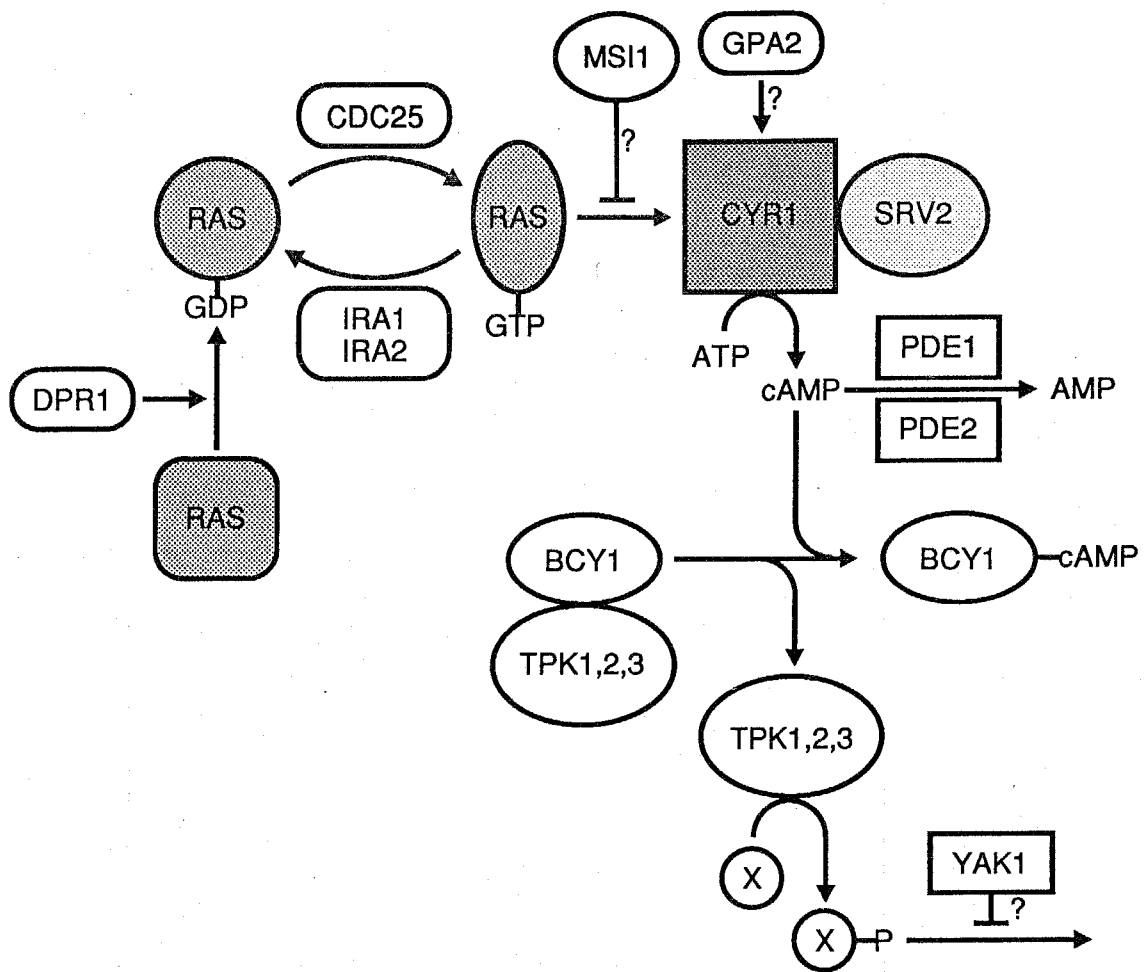 MSI1
GPA2
CDC25
?
?
RAS
RAS
CYR1
SRV2
GDP
GTP
IRA1
IRA2
ATP
PDE1
DPR1
cAMP
AMP
PDE2
RAS
BCY1
BCY1
cAMP
TPK1,2,3
TPK1,2,3
X
YAK1
?
X
P